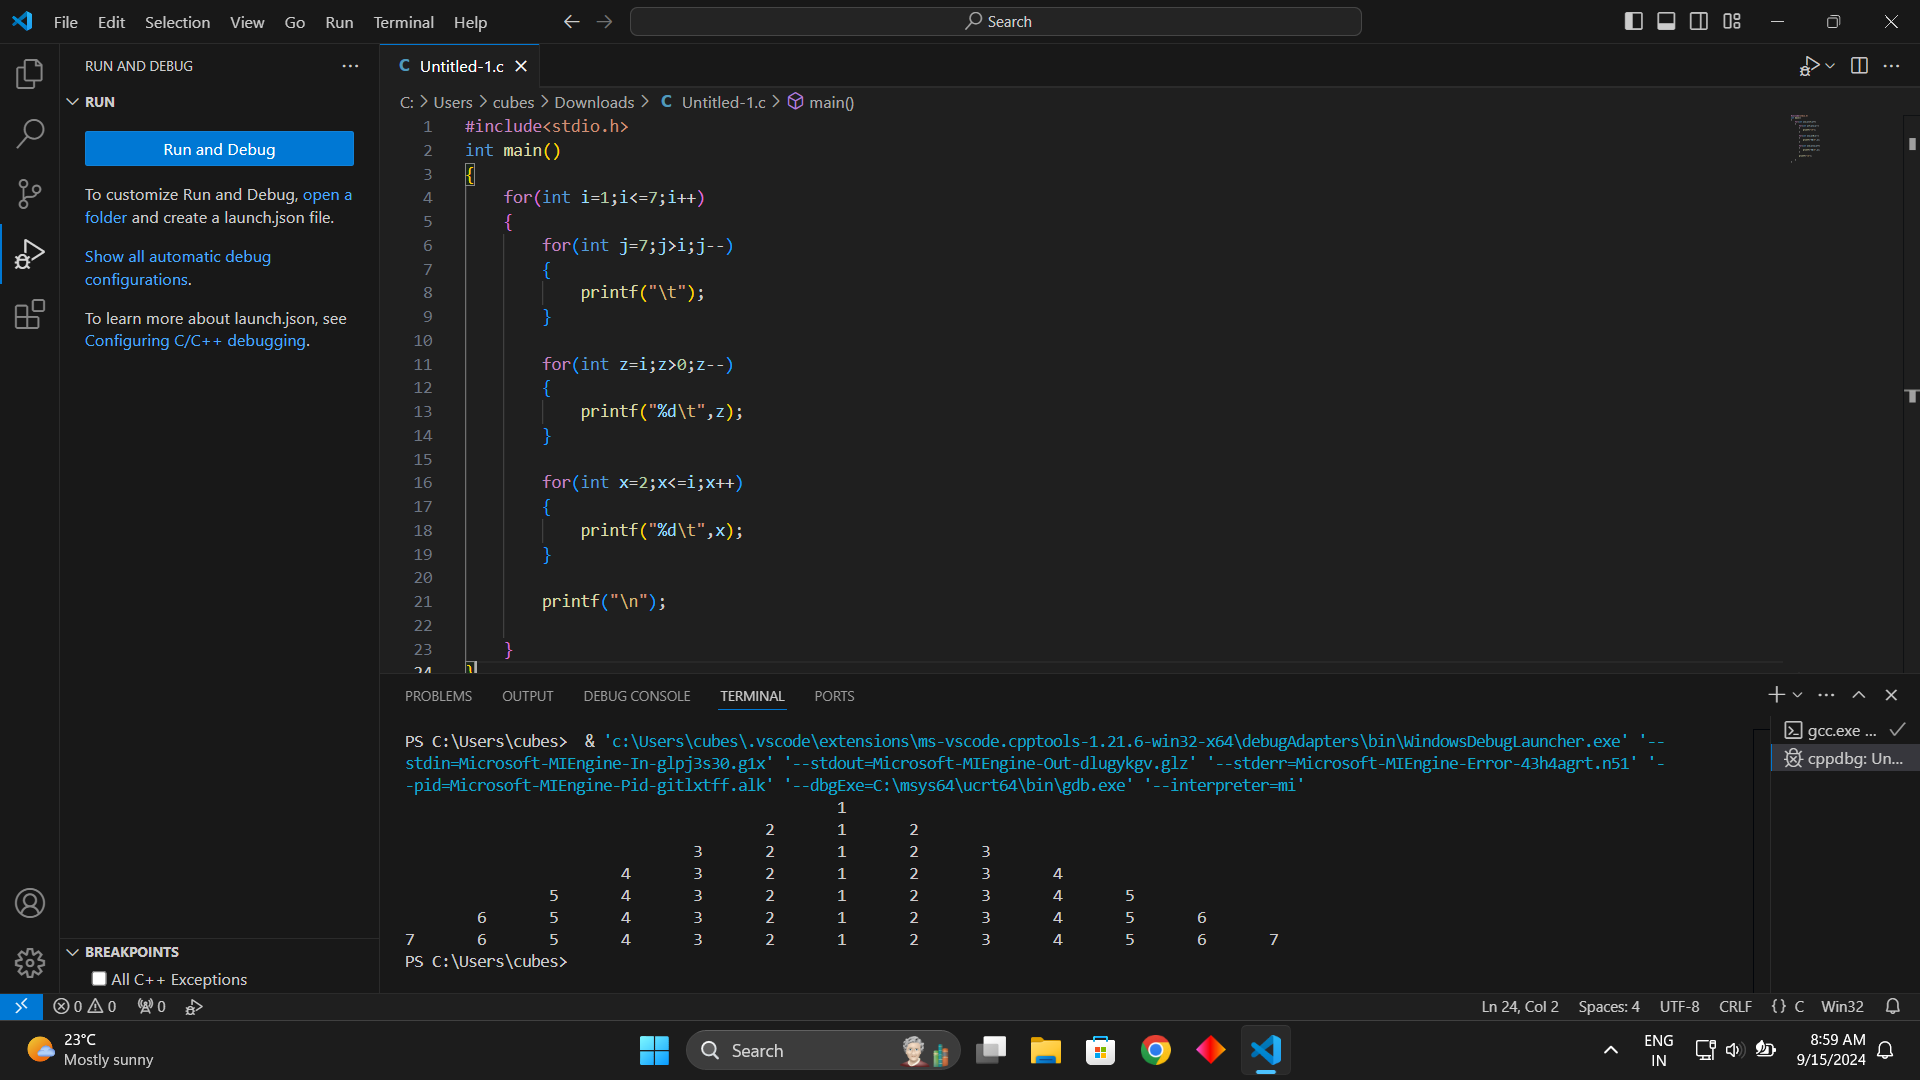 File Edit Selection View Go Run Terminal Help
Search
RUN AND DEBUG
RUN
Run and Debug
To customize Run and Debug, open a
folder and create a launch.json file.
Show all automatic debug
configurations.
To learn more about launch.json, see
Configuring C/C++ debugging.
BREAKPOINTS
All C++ Exceptions
C Untitled-1.c
C: > Users > cubes > Downloads > C Untitled-1.c > main()
1 #include<stdio.h>
2 int main()
3 {
4 for(int i=1;i<=7;i++)
5 {
6 for(int j=7;j>i;j--)
7 {
8 printf("\t");
9 }
10
11 for(int z=i;z>0;z--)
12 {
13 printf("%d\t",z);
14 }
15
16 for(int x=2;x<=i;x++)
17 {
18 printf("%d\t",x);
19 }
20
21 printf("\n");
22
23 }
24 }
PROBLEMS OUTPUT DEBUG CONSOLE TERMINAL PORTS
gcc.exe ...
cppdbg: Un...
PS C:\Users\cubes>  & 'c:\Users\cubes\.vscode\extensions\ms-vscode.cpptools-1.21.6-win32-x64\debugAdapters\bin\WindowsDebugLauncher.exe' '--
stdin=Microsoft-MIEngine-In-glpj3s30.g1x' '--stdout=Microsoft-MIEngine-Out-dlugykgv.glz' '--stderr=Microsoft-MIEngine-Error-43h4agrt.n51' '-
-pid=Microsoft-MIEngine-Pid-gitlxtff.alk' '--dbgExe=C:\msys64\ucrt64\bin\gdb.exe' '--interpreter=mi'
1
2 1 2
3 2 1 2 3
4 3 2 1 2 3 4
5 4 3 2 1 2 3 4 5
6 5 4 3 2 1 2 3 4 5 6
7 6 5 4 3 2 1 2 3 4 5 6 7
PS C:\Users\cubes>
0 0 0
Ln 24, Col 2 Spaces: 4 UTF-8 CRLF {} C Win32
23°C
Mostly sunny
Search
ENG
IN
8:59 AM
9/15/2024